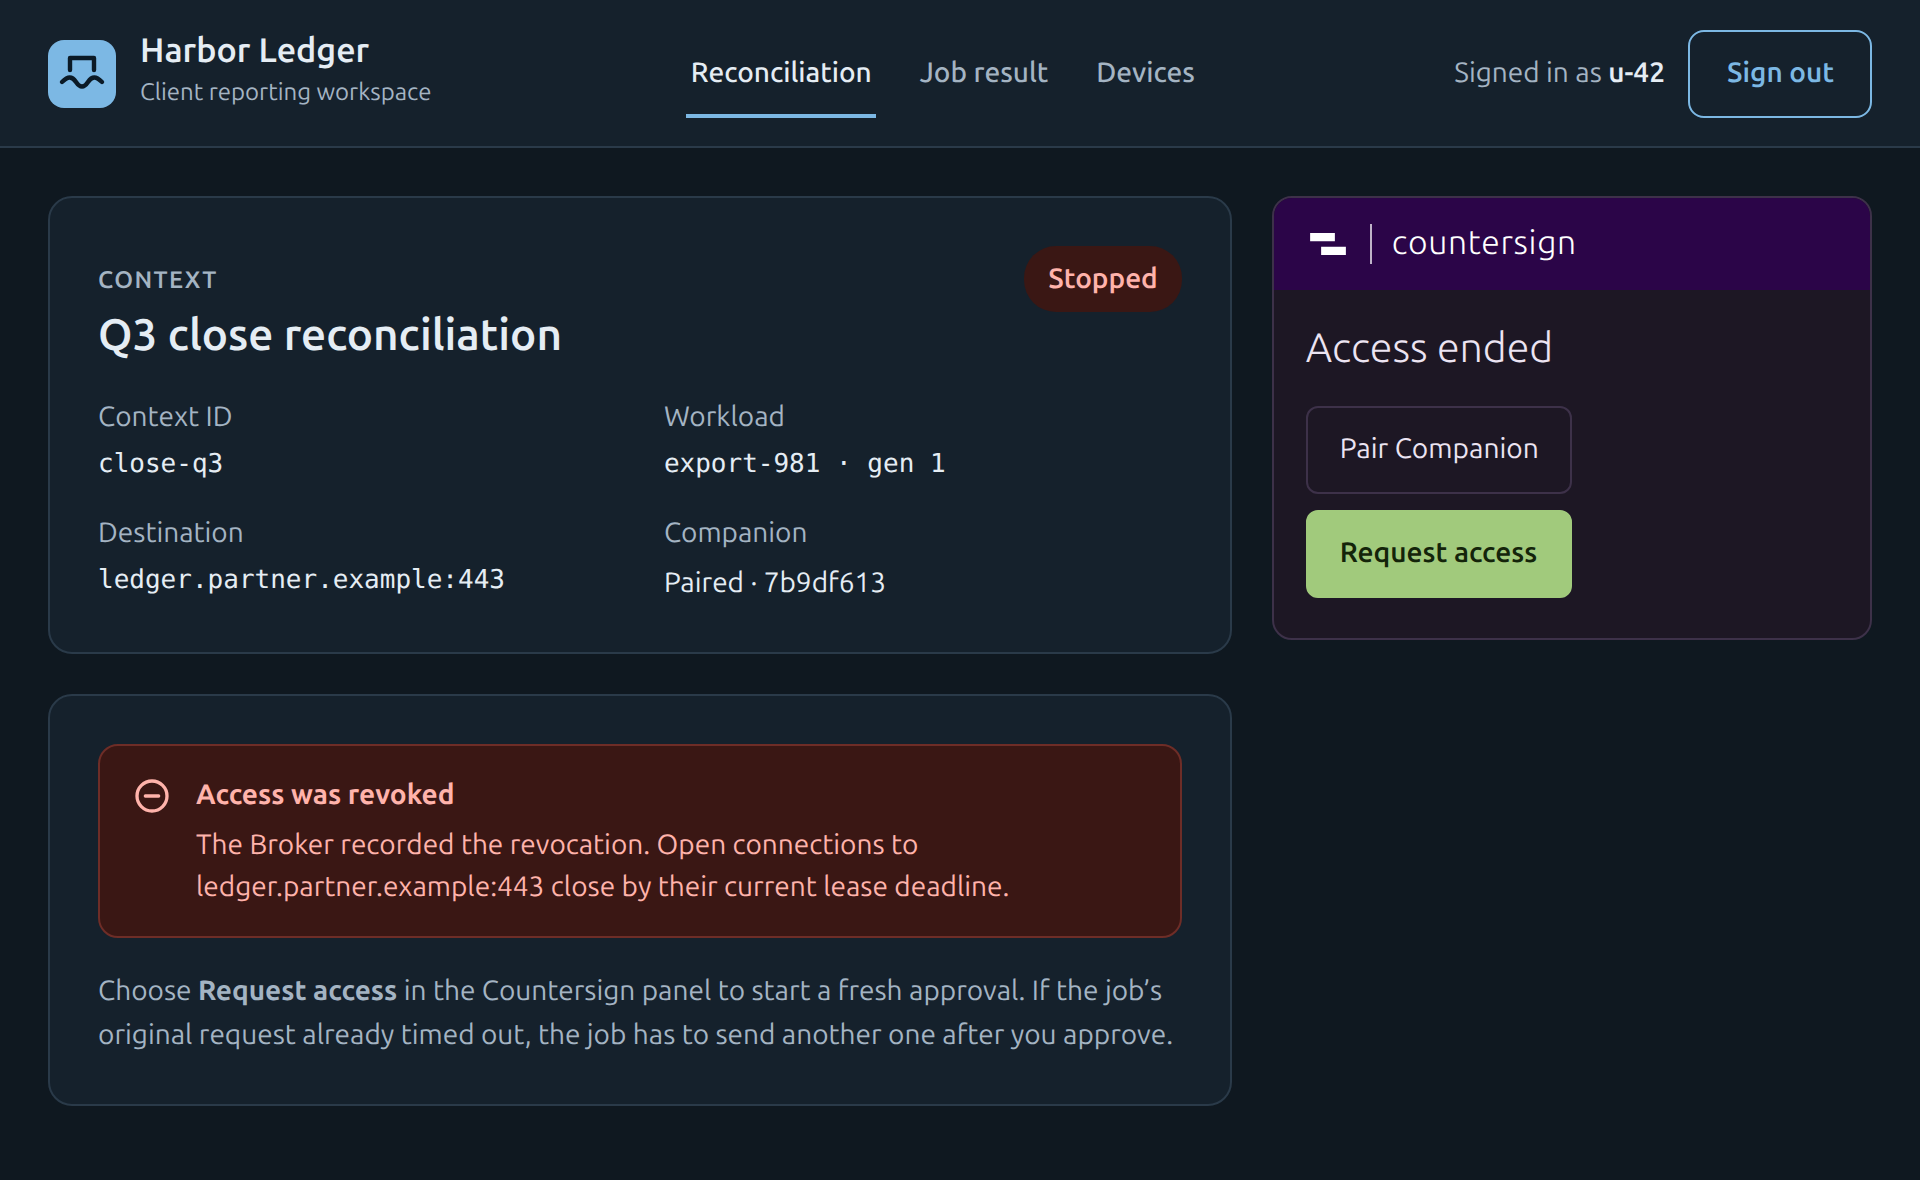 Harbor Ledger
Client reporting workspace
Reconciliation
Job result
Devices
Signed in as u-42
Sign out
CONTEXT
Stopped
Q3 close reconciliation
Context ID
close-q3
Workload
export-981 · gen 1
Destination
ledger.partner.example:443
Companion
Paired · 7b9df613
countersign
Access ended
Pair Companion
Request access
Access was revoked
The Broker recorded the revocation. Open connections to
ledger.partner.example:443 close by their current lease deadline.
Choose Request access in the Countersign panel to start a fresh approval. If the job’s
original request already timed out, the job has to send another one after you approve.